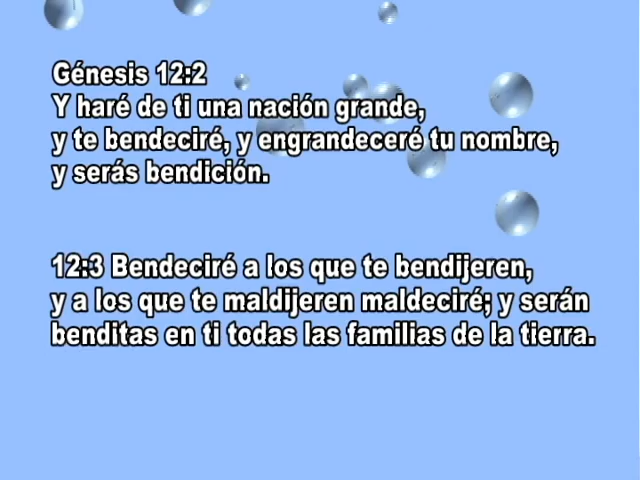 Génesis 12:2
Y haré de ti una nación grande,
y te bendeciré, y engrandeceré tu nombre,
y serás bendición.
12:3 Bendeciré a los que te bendijeren,
y a los que te maldijeren maldeciré; y serán
benditas en ti todas las familias de la tierra.